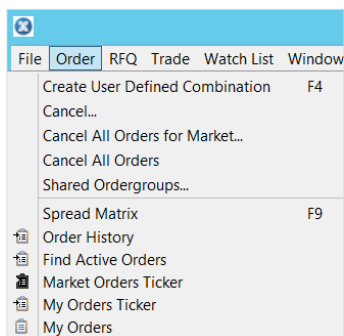 File Order RFQ Trade Watch List Window
Create User Defined Combination F4
Cancel...
Cancel All Orders for Market...
Cancel All Orders
Shared Ordergroups...
Spread Matrix F9
Order History
Find Active Orders
Market Orders Ticker
My Orders Ticker
My Orders